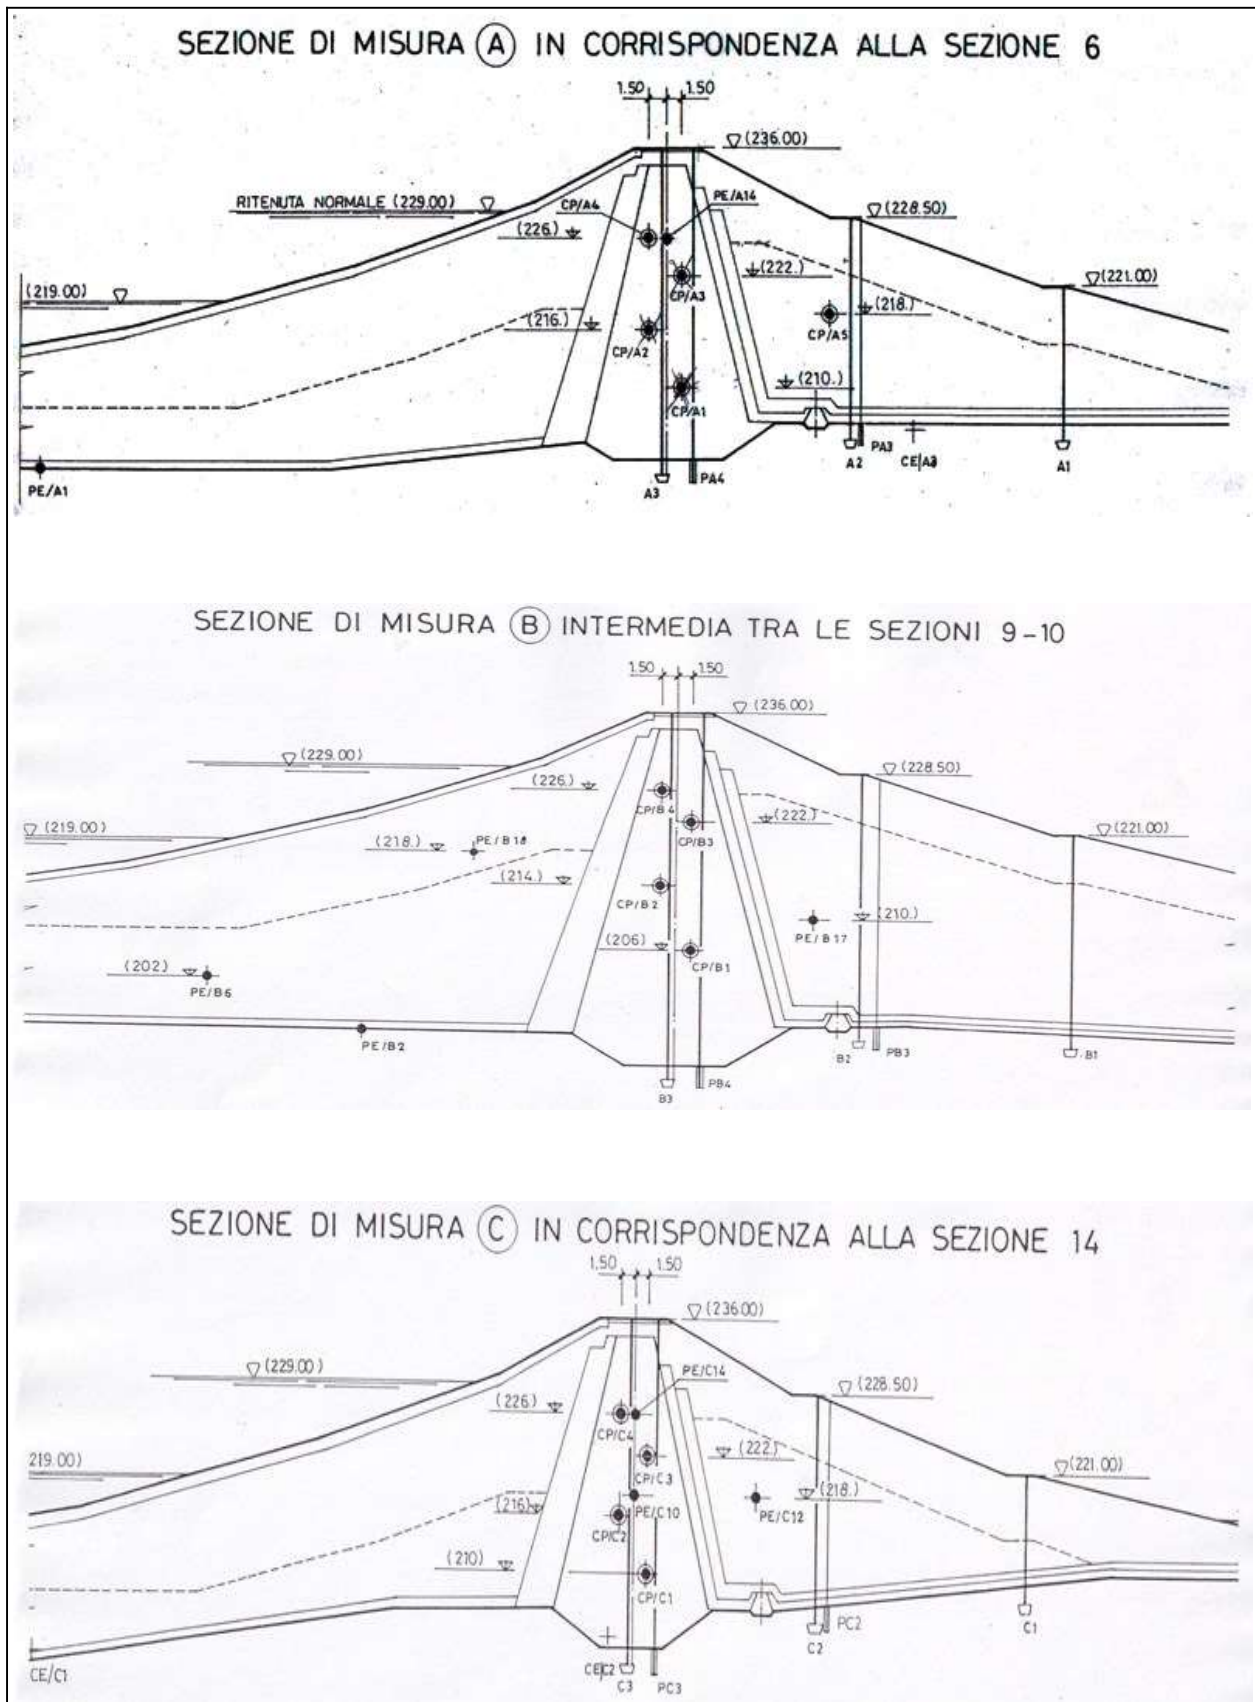 SEZIONE DI MISURA A IN CORRISPONDENZA ALLA SEZIONE 6
1.50 1.50
(236.00)
RITENUTA NORMALE (229.00)
CP/A4
PE/A14
(226.)
(228.50)
(222.)
CP/A3
(219.00)
(221.00)
(216.)
(218.)
CP/A2
CP/A5
(210.)
CP/A1
PE/A1
A3
PA4
A2
PA3
CE/A3
A1
SEZIONE DI MISURA B INTERMEDIA TRA LE SEZIONI 9-10
1.50 1.50
(236.00)
(229.00)
(228.50)
(226.)
CP/B4
(222.)
CP/B3
(219.00)
(221.00)
(218.)
PE/B18
(214.)
CP/B2
(210.)
PE/B17
(206)
CP/B1
(202)
PE/B6
PE/B2
B3
PB4
B2
PB3
B1
SEZIONE DI MISURA C IN CORRISPONDENZA ALLA SEZIONE 14
1.50 1.50
(236.00)
(229.00)
PE/C14
(228.50)
(226)
CP/C4
(222.)
CP/C3
219.00)
(221.00)
(216)
PE/C10
(218.)
PE/C12
CP/C2
(210)
CP/C1
CE/C1
CE/C2
C3
PC3
C2
PC2
C1